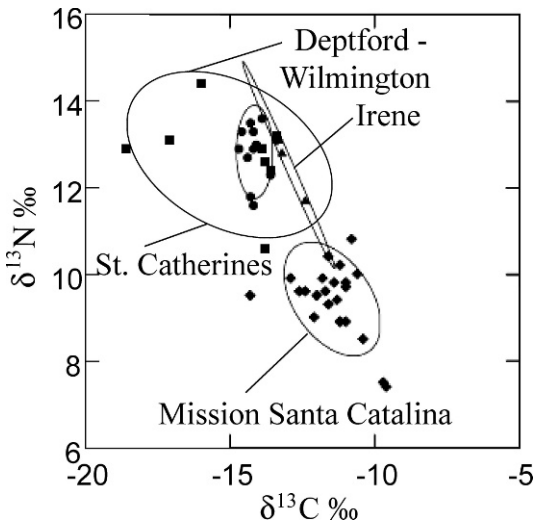 16
14
12
10
8
6
δ¹³N ‰
Deptford -
Wilmington
Irene
St. Catherines
Mission Santa Catalina
-20
-15
-10
-5
δ¹³C ‰